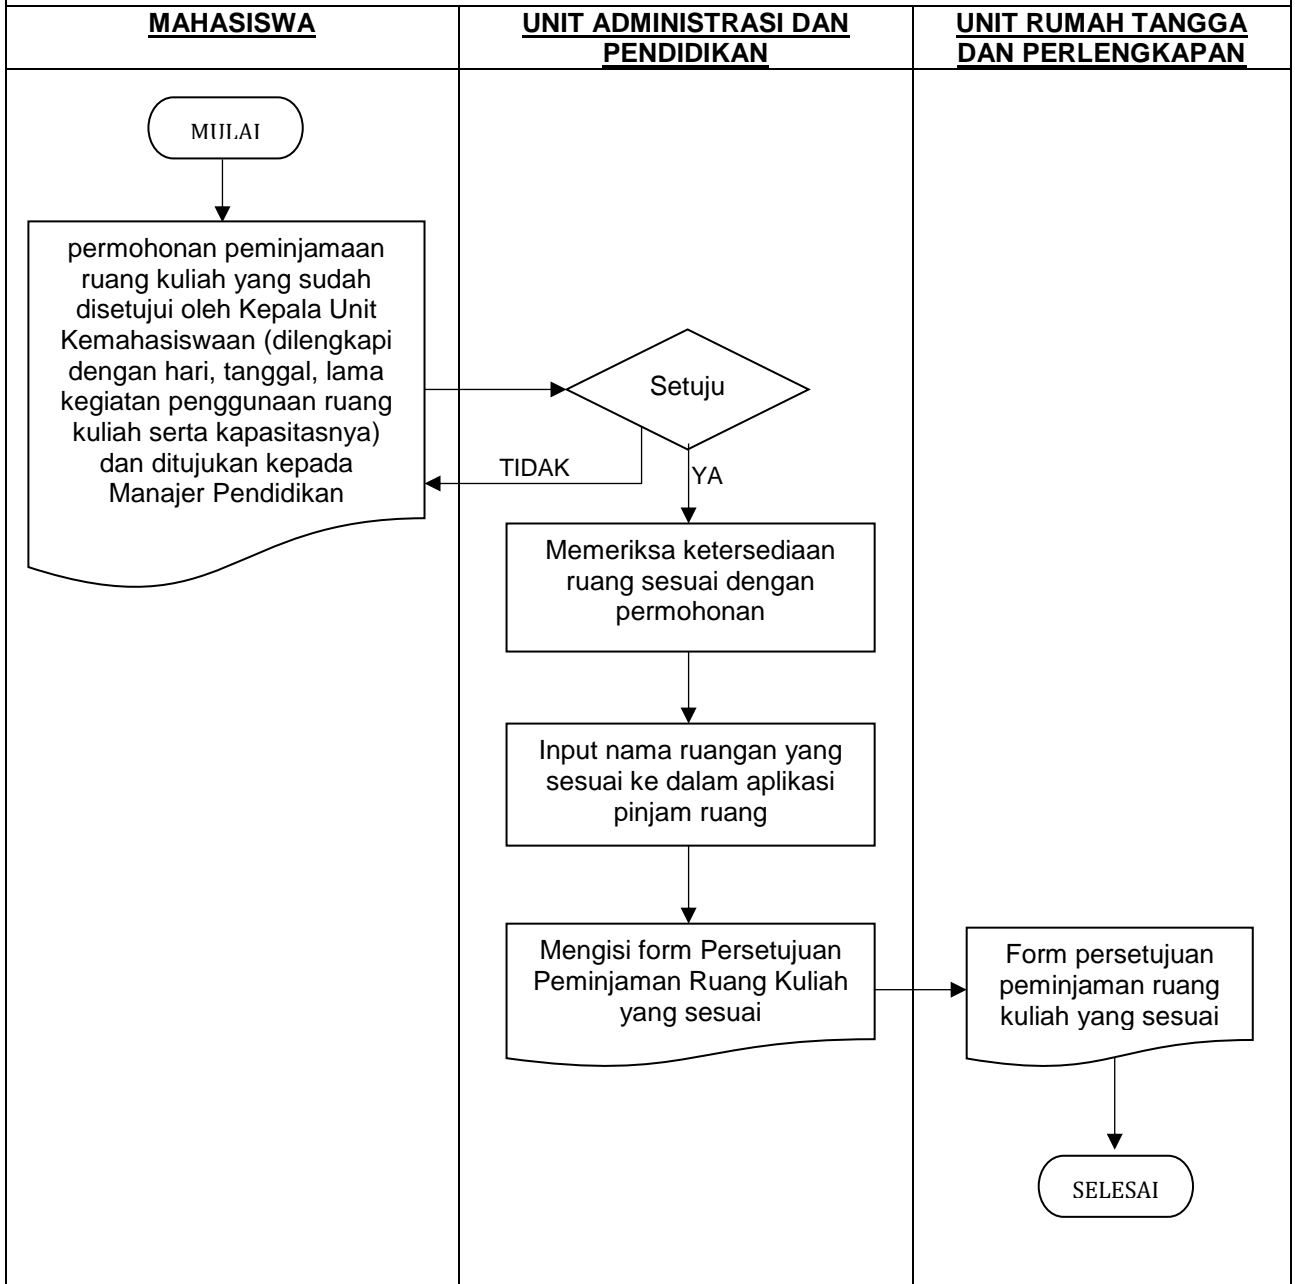 MAHASISWA
UNIT ADMINISTRASI DAN
PENDIDIKAN
UNIT RUMAH TANGGA
DAN PERLENGKAPAN
MULAI
permohonan peminjamaan
ruang kuliah yang sudah
disetujui oleh Kepala Unit
Kemahasiswaan (dilengkapi
dengan hari, tanggal, lama
kegiatan penggunaan ruang
kuliah serta kapasitasnya)
dan ditujukan kepada
Manajer Pendidikan
Setuju
TIDAK
YA
Memeriksa ketersediaan
ruang sesuai dengan
permohonan
Input nama ruangan yang
sesuai ke dalam aplikasi
pinjam ruang
Mengisi form Persetujuan
Peminjaman Ruang Kuliah
yang sesuai
Form persetujuan
peminjaman ruang
kuliah yang sesuai
SELESAI